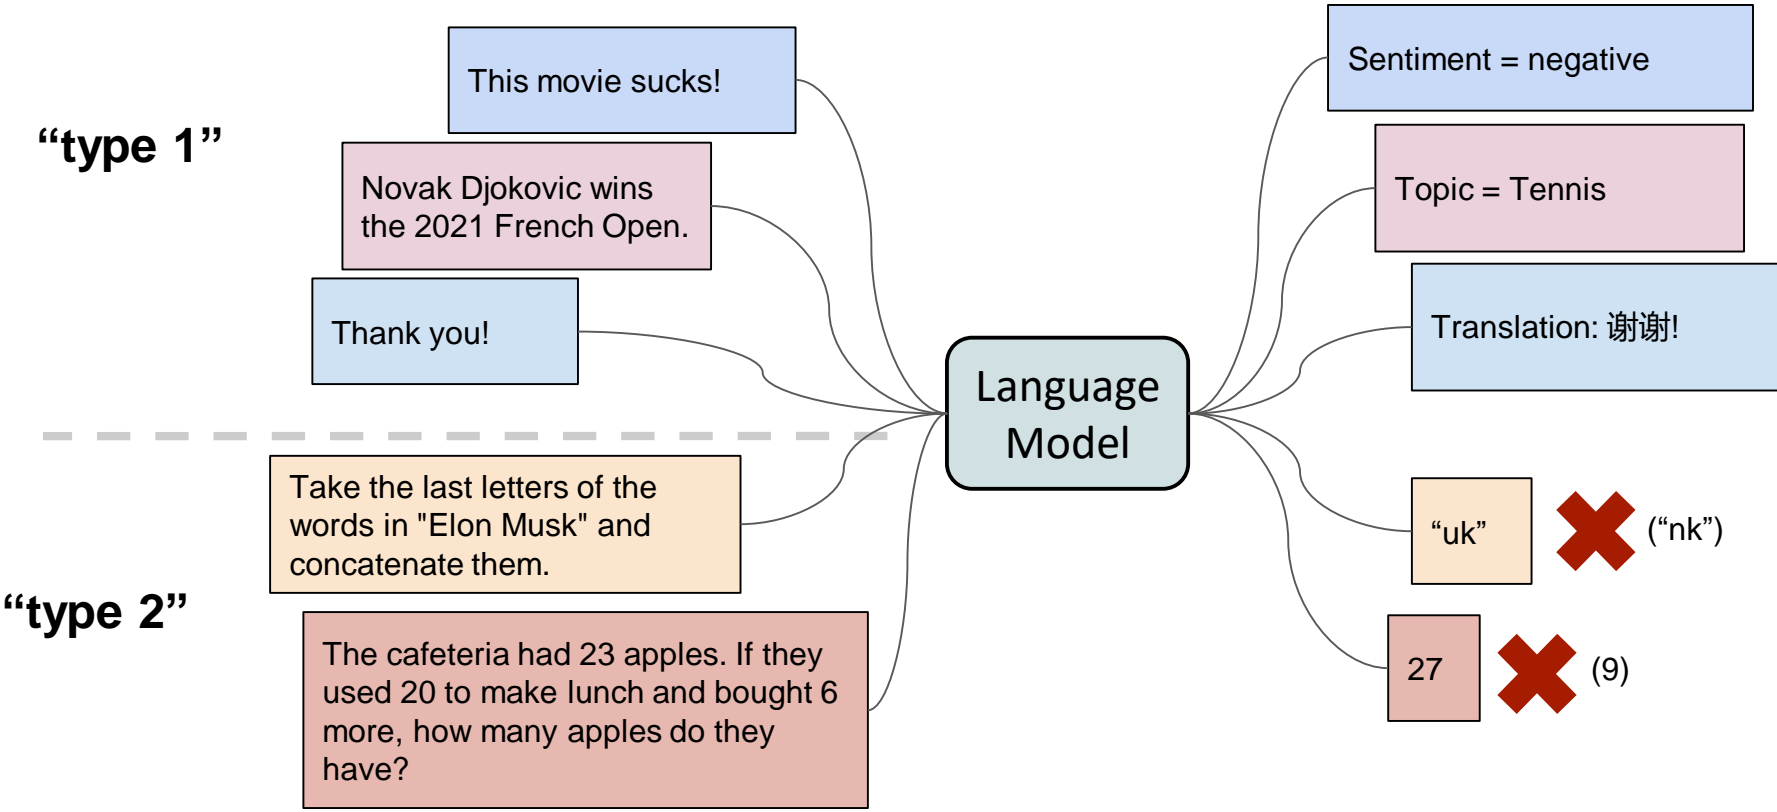 “type 1”
This movie sucks!
Novak Djokovic wins
the 2021 French Open.
Thank you!
“type 2”
Take the last letters of the
words in "Elon Musk" and
concatenate them.
The cafeteria had 23 apples. If they
used 20 to make lunch and bought 6
more, how many apples do they
have?
Language
Model
Sentiment = negative
Topic = Tennis
Translation: 谢谢!
“uk”
(“nk”)
27
(9)